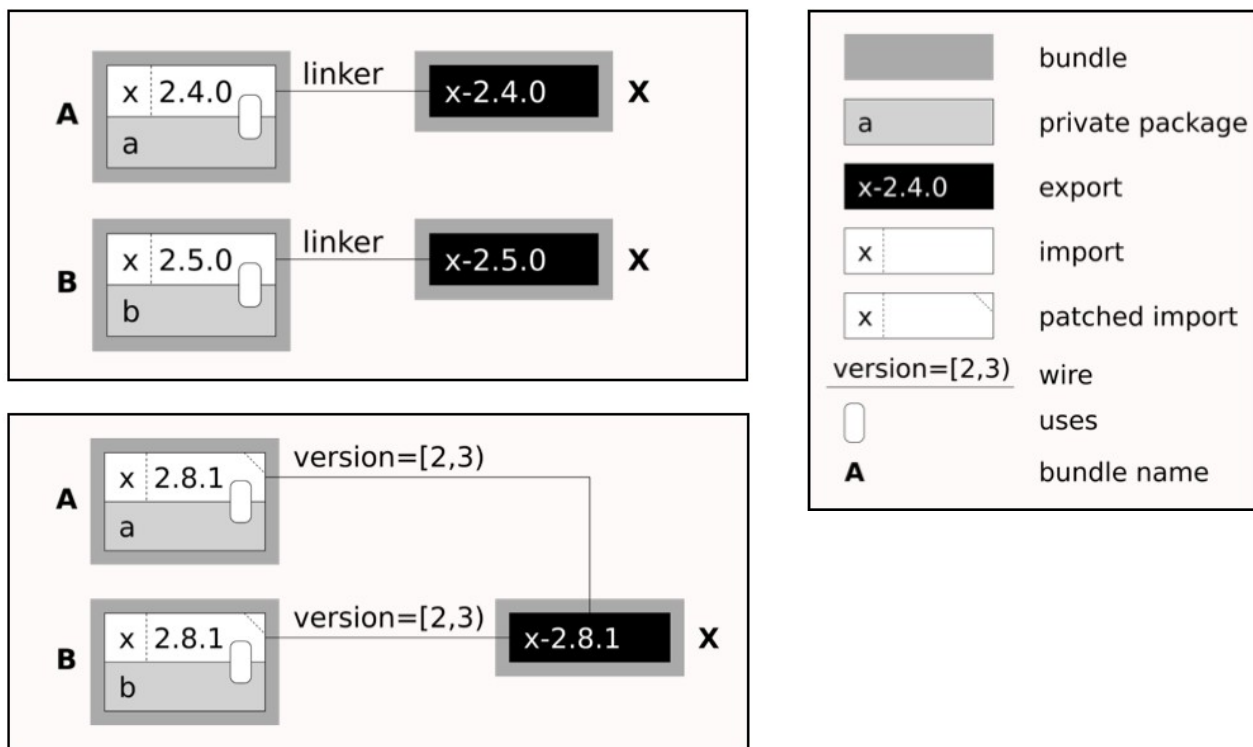 linker
x 2.4.0
x-2.4.0
X
A
a
linker
x 2.5.0
x-2.5.0
X
B
b
version=[2,3)
x 2.8.1
A
a
version=[2,3)
x 2.8.1
x-2.8.1
X
B
b
bundle
a private package
x-2.4.0 export
x import
x patched import
version=[2,3) wire
uses
A bundle name